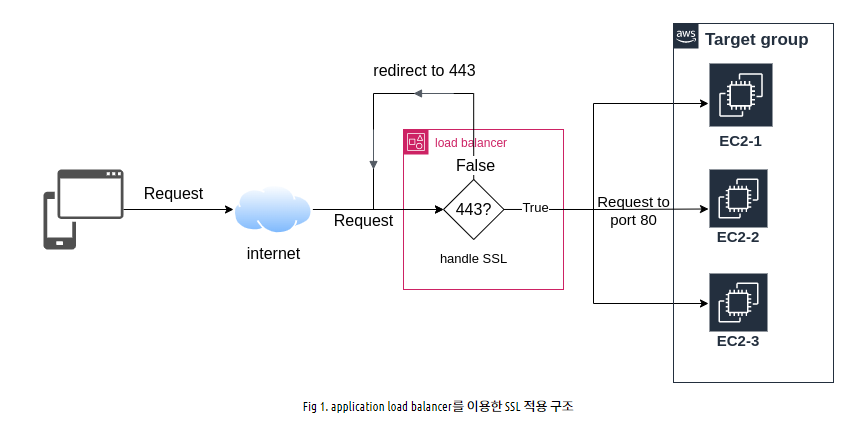 aws
Target group
redirect to 443
EC2-1
load balancer
False
Request
443?
True
Request to
port 80
Request
EC2-2
internet
handle SSL
EC2-3
Fig 1. application load balancer를 이용한 SSL 적용 구조